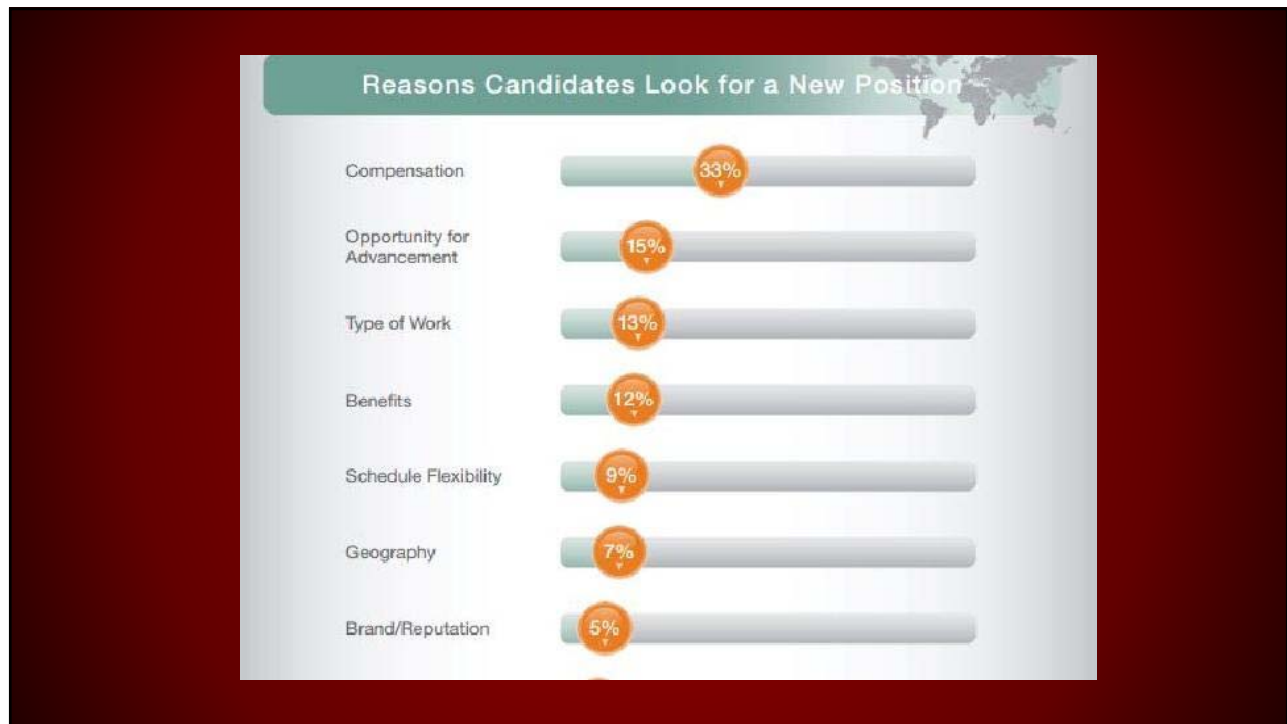 Reasons Candidates Look for a New Position
Compensation
33%
Opportunity for
Advancement
15%
Type of Work
13%
Benefits
12%
Schedule Flexibility
9%
Geography
7%
Brand/Reputation
5%